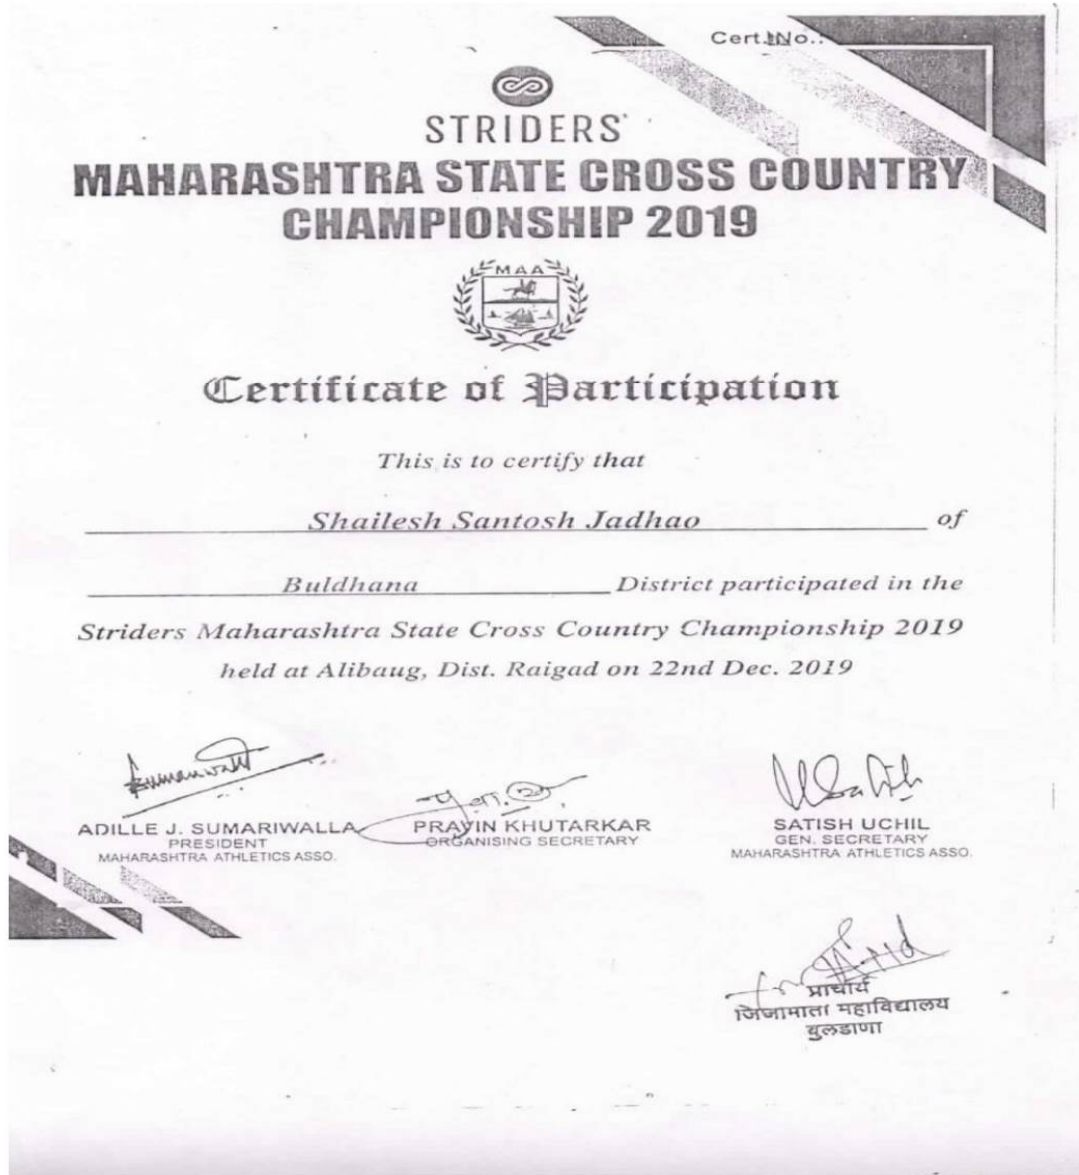 Cert. No.:
STRIDERS
MAHARASHTRA STATE CROSS COUNTRY
CHAMPIONSHIP 2019
MAA
Certificate of Participation
This is to certify that
Shailesh Santosh Jadhao of
Buldhana District participated in the
Striders Maharashtra State Cross Country Championship 2019
held at Alibaug, Dist. Raigad on 22nd Dec. 2019
ADILLE J. SUMARIWALLA
PRESIDENT
MAHARASHTRA ATHLETICS ASSO.
PRAVIN KHUTARKAR
ORGANISING SECRETARY
SATISH UCHIL
GEN. SECRETARY
MAHARASHTRA ATHLETICS ASSO.
प्राचार्य
जिजामाता महाविद्यालय
बुलडाणा